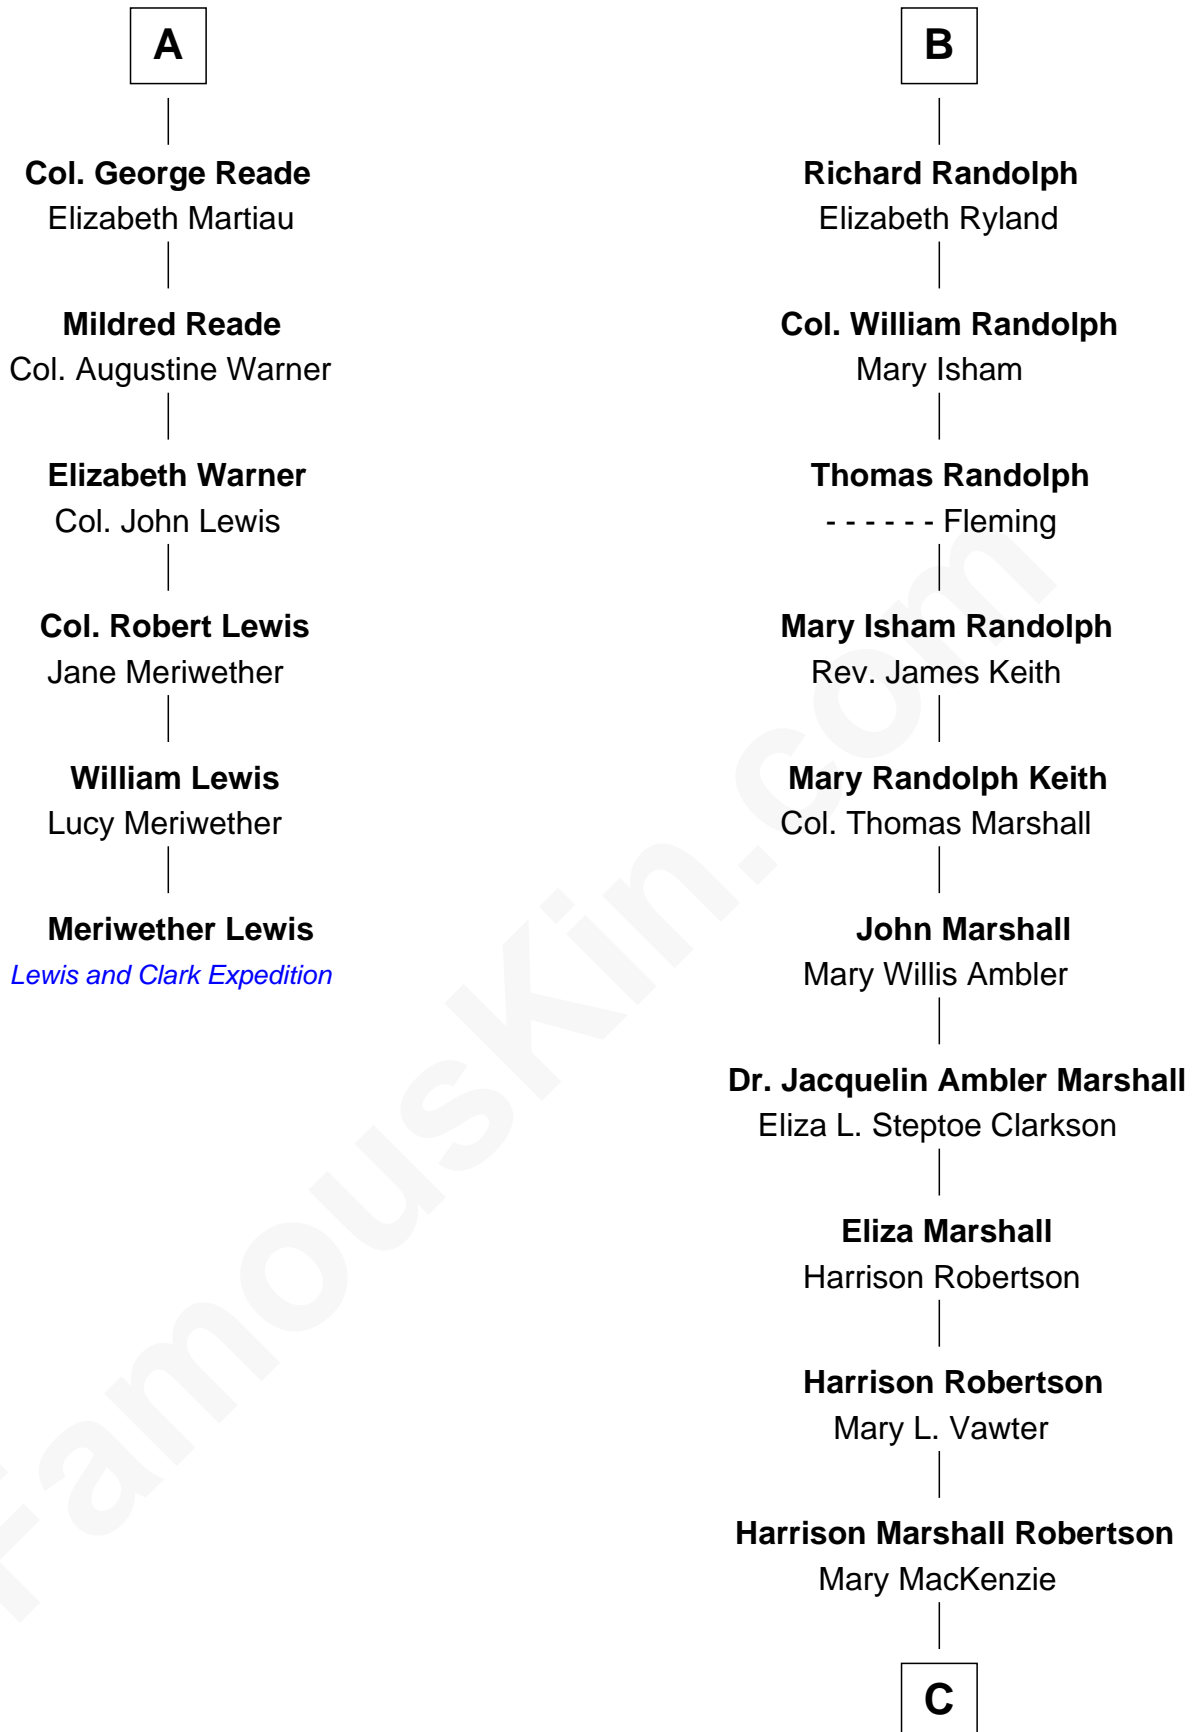 A
Col. George Reade
Elizabeth Martiau
Mildred Reade
Col. Augustine Warner
Elizabeth Warner
Col. John Lewis
Col. Robert Lewis
Jane Meriwether
William Lewis
Lucy Meriwether
Meriwether Lewis
Lewis and Clark Expedition
B
Richard Randolph
Elizabeth Ryland
Col. William Randolph
Mary Isham
Thomas Randolph
- - - - - - Fleming
Mary Isham Randolph
Rev. James Keith
Mary Randolph Keith
Col. Thomas Marshall
John Marshall
Mary Willis Ambler
Dr. Jacquelin Ambler Marshall
Eliza L. Steptoe Clarkson
Eliza Marshall
Harrison Robertson
Harrison Robertson
Mary L. Vawter
Harrison Marshall Robertson
Mary MacKenzie
C
FamousKin.com